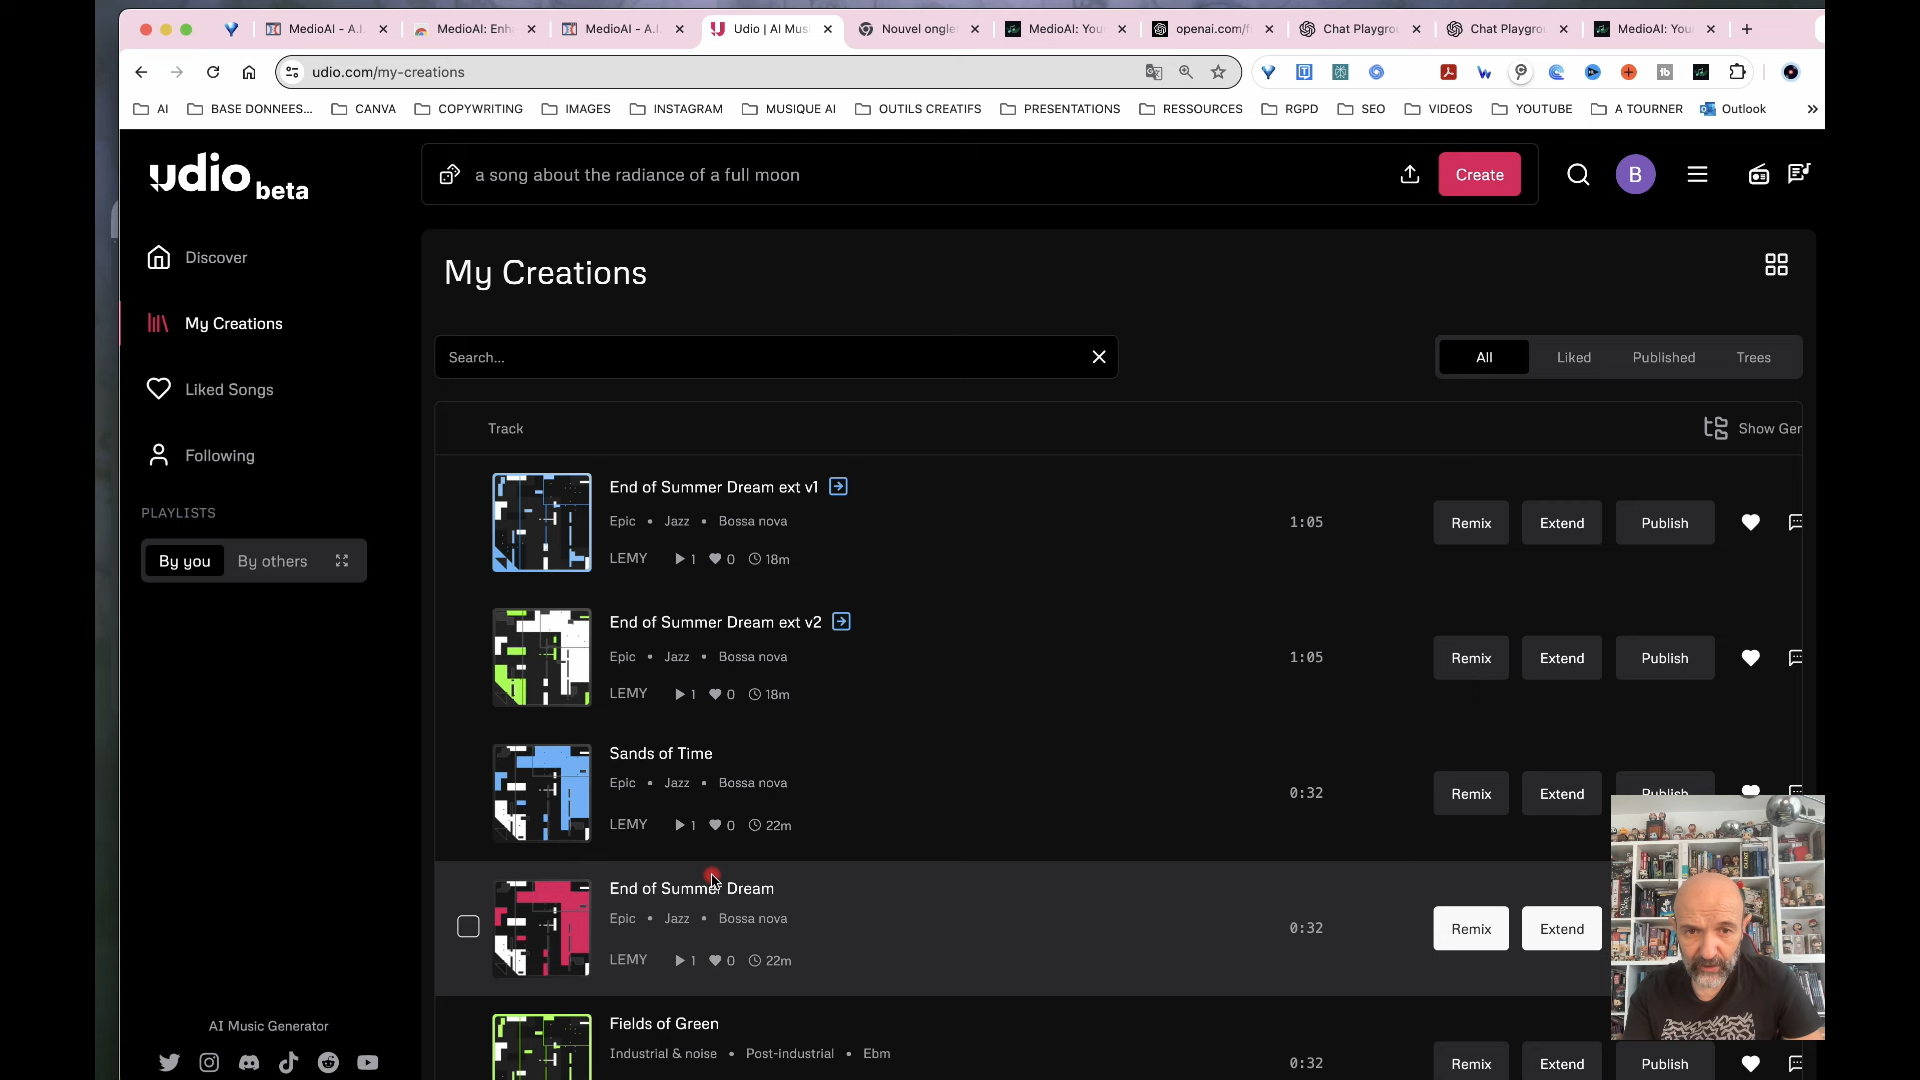 MedioAI - A.I.
MedioAI: Enh
MedioAI - A.I.
Udio | AI Mus
Nouvel ongle
MedioAI: You
openai.com/f
Chat Playgro
Chat Playgro
MedioAI: You
udio.com/my-creations
AI
BASE DONNEES...
CANVA
COPYWRITING
IMAGES
INSTAGRAM
MUSIQUE AI
OUTILS CREATIFS
PRESENTATIONS
RESSOURCES
RGPD
SEO
VIDEOS
YOUTUBE
A TOURNER
Outlook
udio beta
a song about the radiance of a full moon
Create
B
Discover
My Creations
Liked Songs
Following
PLAYLISTS
By you
By others
My Creations
Search...
All
Liked
Published
Trees
Track
Show Ger
End of Summer Dream ext v1
Epic • Jazz • Bossa nova
LEMY 1 0 18m
1:05
Remix
Extend
Publish
End of Summer Dream ext v2
Epic • Jazz • Bossa nova
LEMY 1 0 18m
1:05
Remix
Extend
Publish
Sands of Time
Epic • Jazz • Bossa nova
LEMY 1 0 22m
0:32
Remix
Extend
Publish
End of Summer Dream
Epic • Jazz • Bossa nova
LEMY 1 0 22m
0:32
Remix
Extend
Fields of Green
Industrial & noise • Post-industrial • Ebm
0:32
Remix
Extend
Publish
AI Music Generator